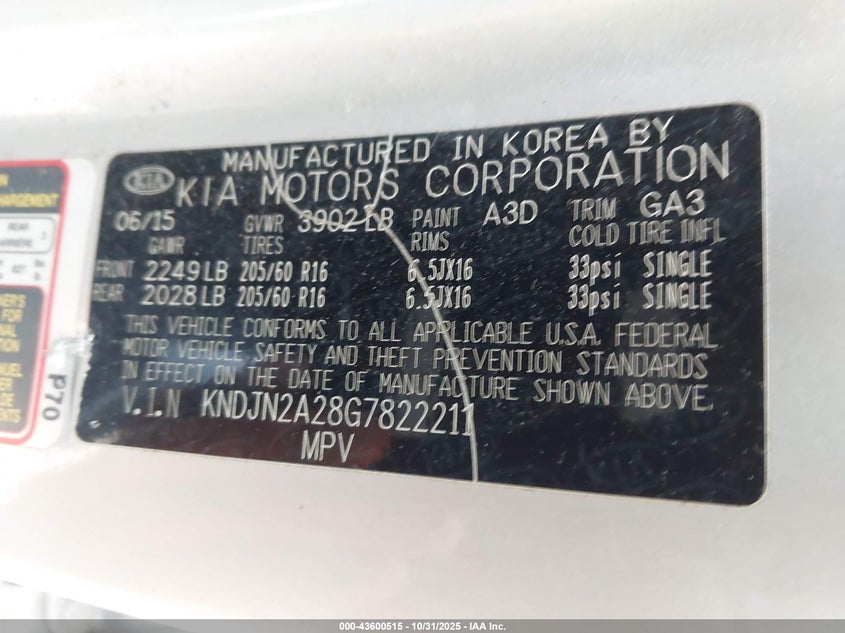 MANUFACTURED IN KOREA BY
KIA KIA MOTORS CORPORATION
06/15 GVWR 3902 LB PAINT A3D TRIM GA3
GAWR TIRES RIMS COLD TIRE INFL
FRONT 2249 LB 205/60 R16 6.5JX16 33psi SINGLE
REAR 2028 LB 205/60 R16 6.5JX16 33psi SINGLE
THIS VEHICLE CONFORMS TO ALL APPLICABLE U.S.A. FEDERAL
MOTOR VEHICLE SAFETY AND THEFT PREVENTION STANDARDS
IN EFFECT ON THE DATE OF MANUFACTURE SHOWN ABOVE.
V.I.N KNDJN2A28G7822211
MPV
REAR
P70
000-43600515 • 10/31/2025 • IAA Inc.